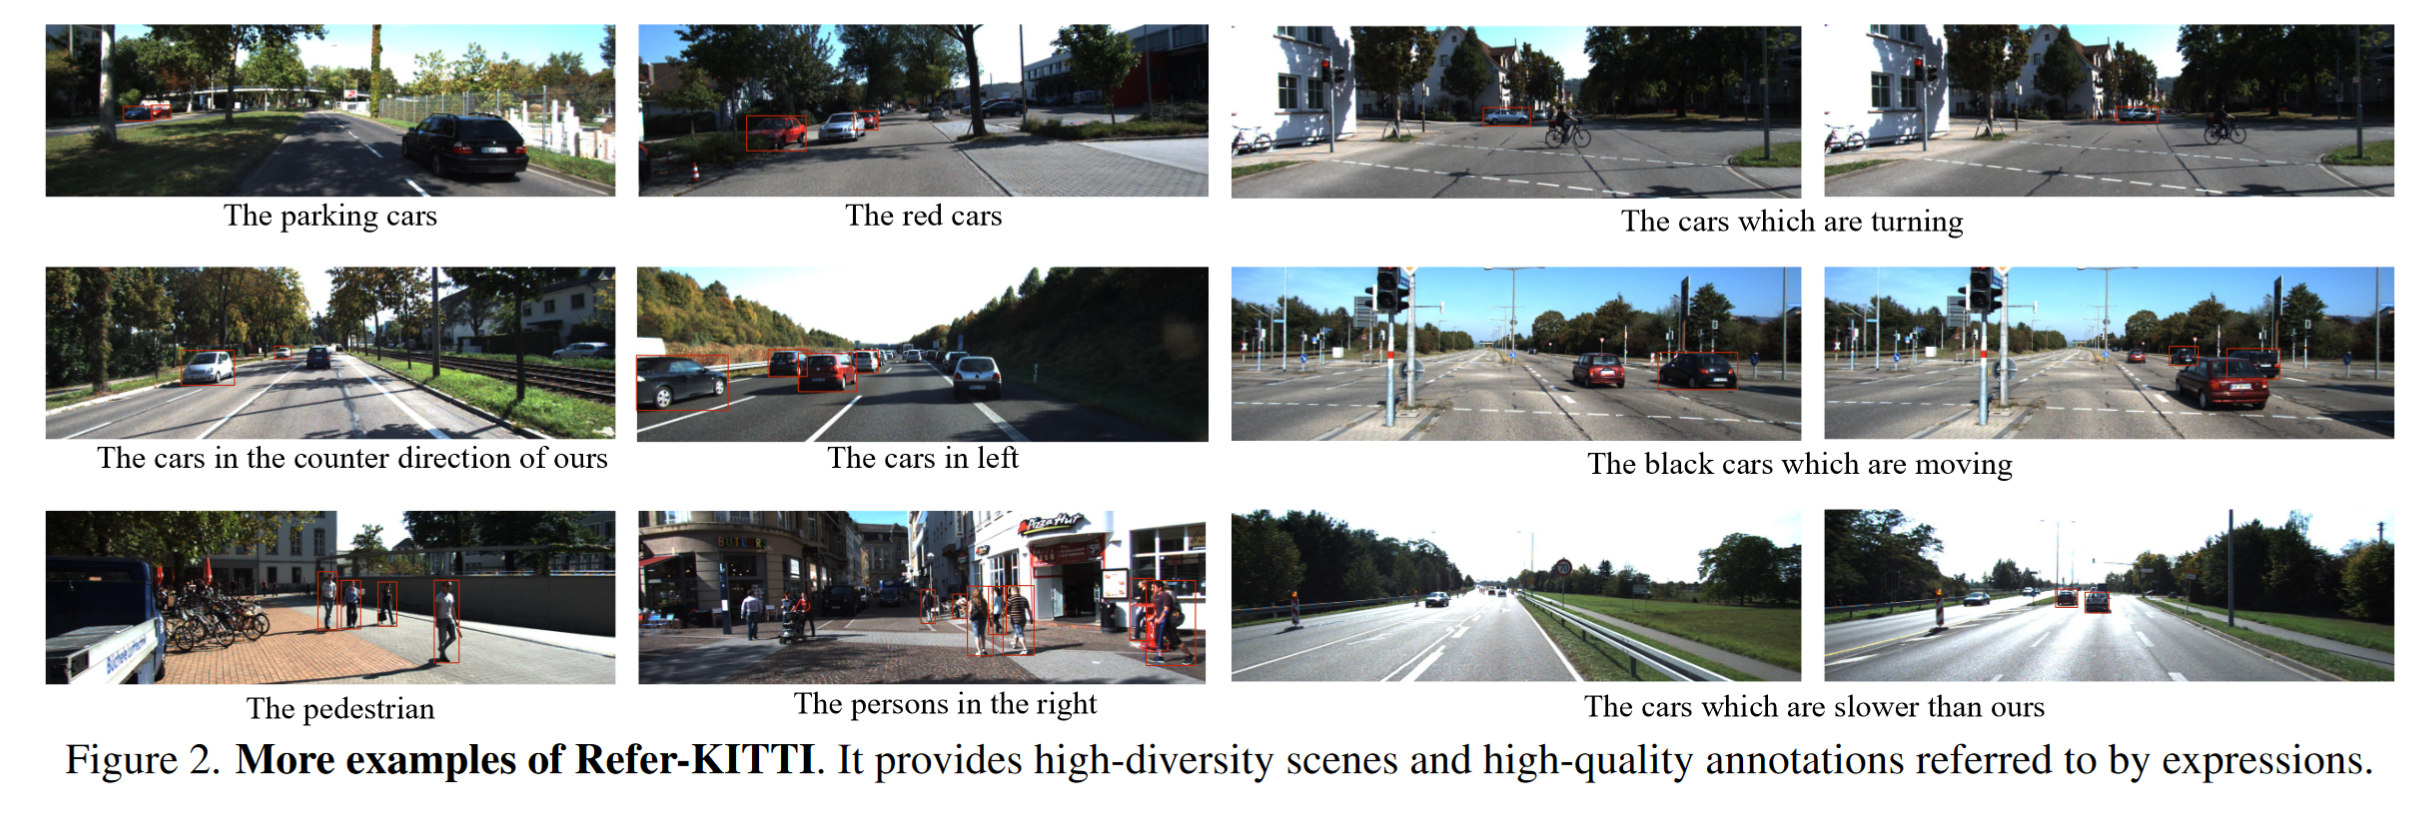 The parking cars
The red cars
The cars which are turning
The cars in the counter direction of ours
The cars in left
The black cars which are moving
BUTLERS
Pizza Hut
The pedestrian
The persons in the right
The cars which are slower than ours
Figure 2. More examples of Refer-KITTI. It provides high-diversity scenes and high-quality annotations referred to by expressions.